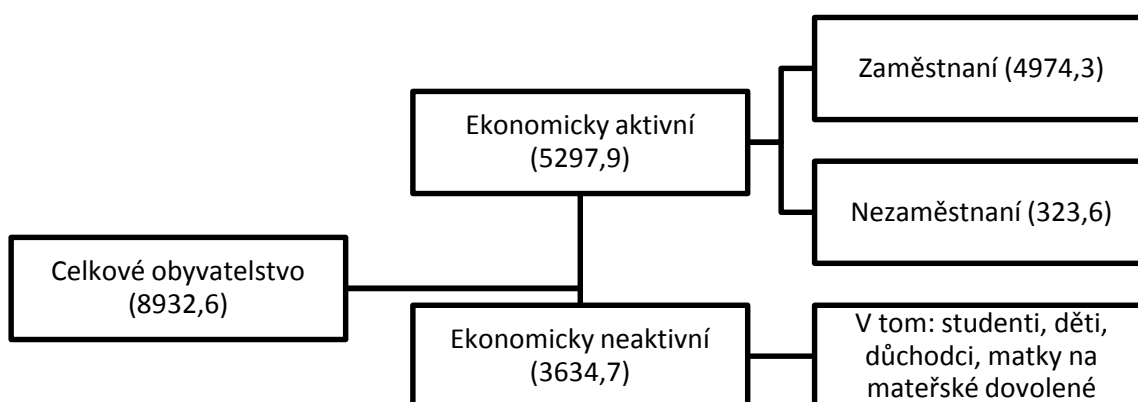 Zaměstnaní (4974,3)
Ekonomicky aktivní
(5297,9)
Nezaměstnaní (323,6)
Celkové obyvatelstvo
(8932,6)
Ekonomicky neaktivní
(3634,7)
V tom: studenti, děti,
důchodci, matky na
mateřské dovolené